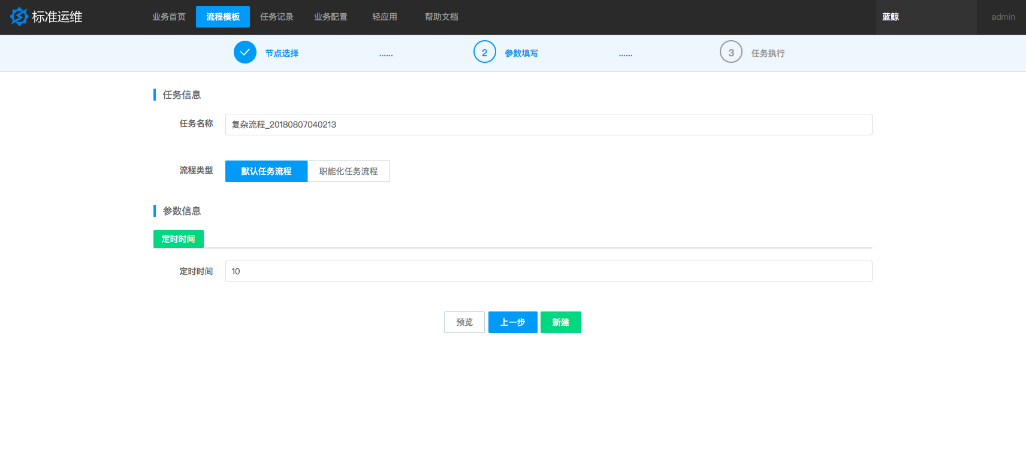 标准运维 业务首页 流程模板 任务记录 业务配置 轻应用 帮助文档 蓝鲸 admin
节点选择 ...... 2 参数填写 ...... 3 任务执行
任务信息
任务名称 复杂流程_20180807040213
流程类型 默认任务流程 职能化任务流程
参数信息
定时时间
定时时间 10
预览 上一步 新建